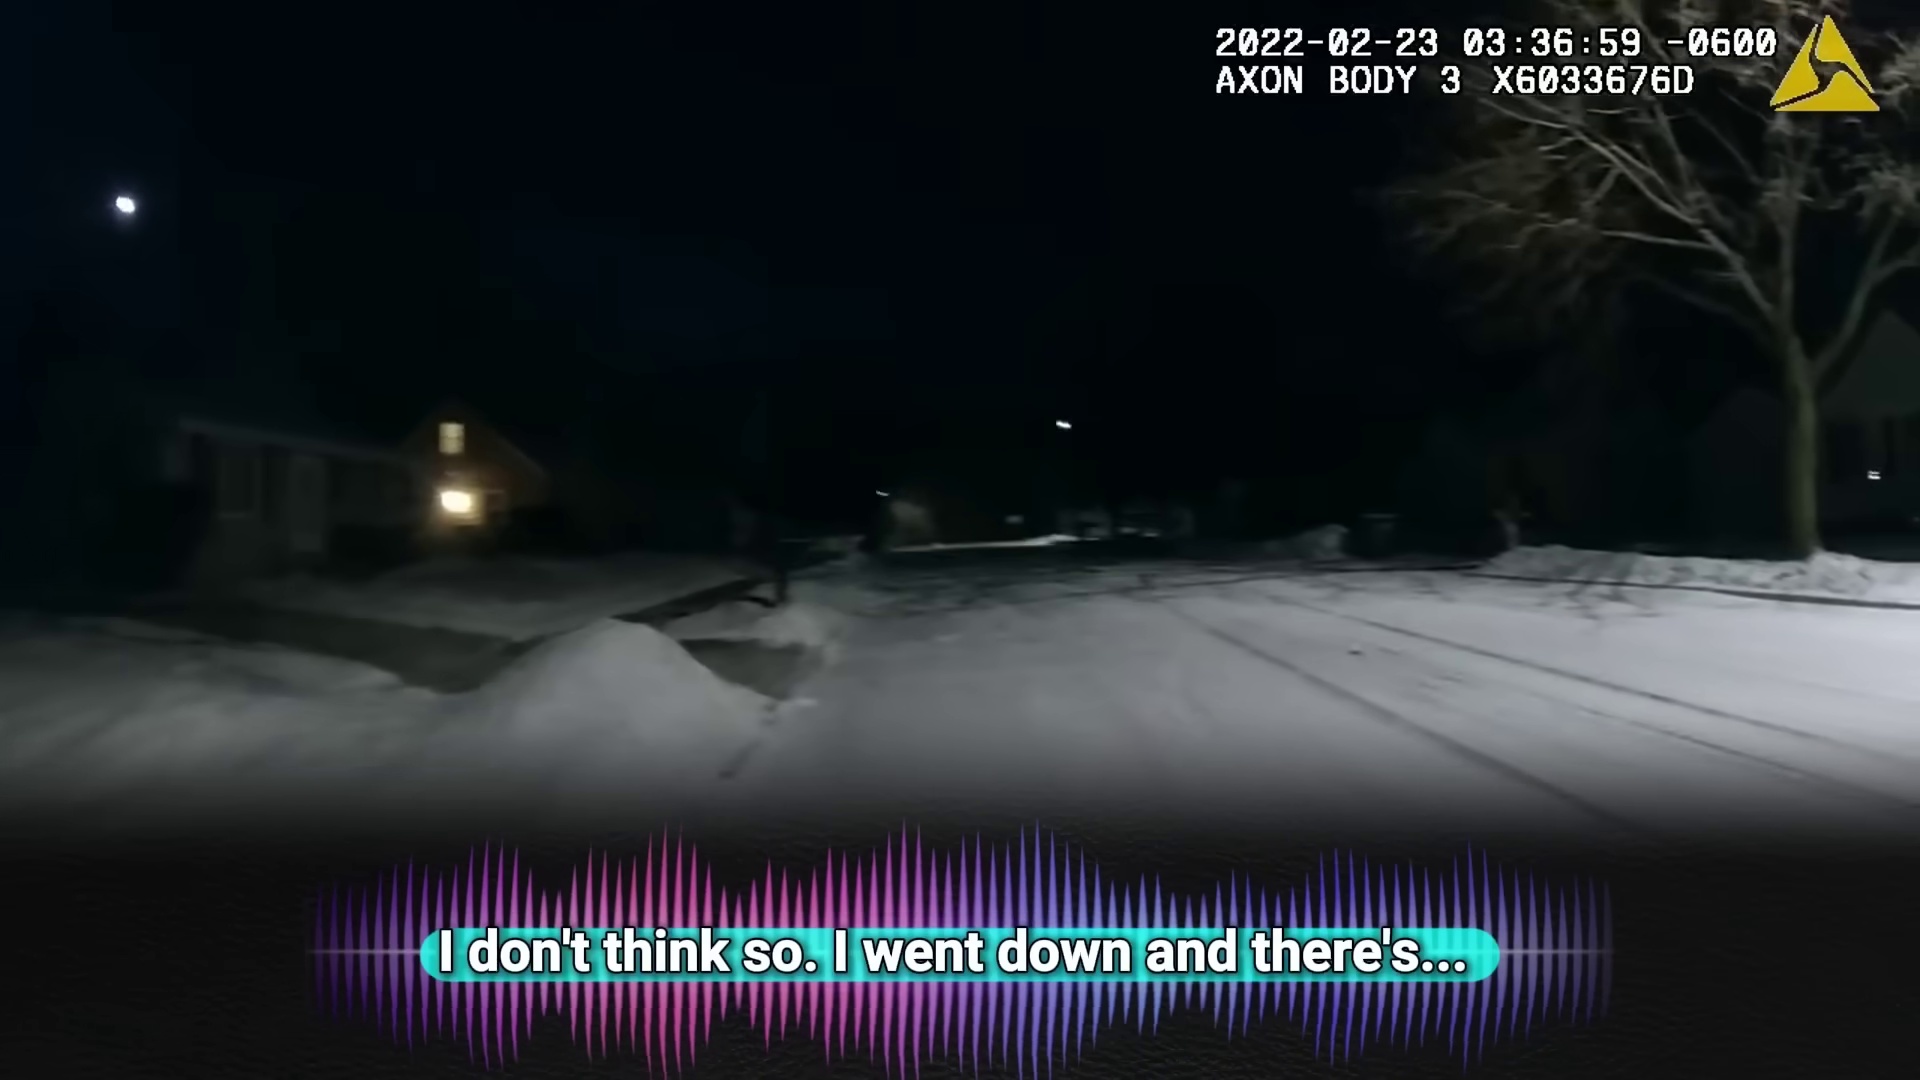 2022-02-23 03:36:59 -0600
AXON BODY 3 X6033676D
I don't think so. I went down and there's...